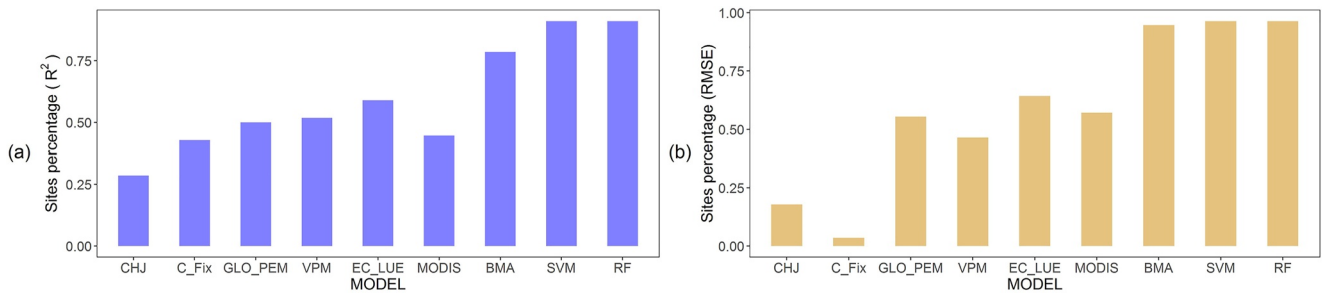 (a)
Sites percentage ( R² )
0.75
0.50
0.25
0.00
CHJ C_Fix GLO_PEM VPM EC_LUE MODIS BMA SVM RF
MODEL
(b)
Sites percentage (RMSE)
1.00
0.75
0.50
0.25
0.00
CHJ C_Fix GLO_PEM VPM EC_LUE MODIS BMA SVM RF
MODEL